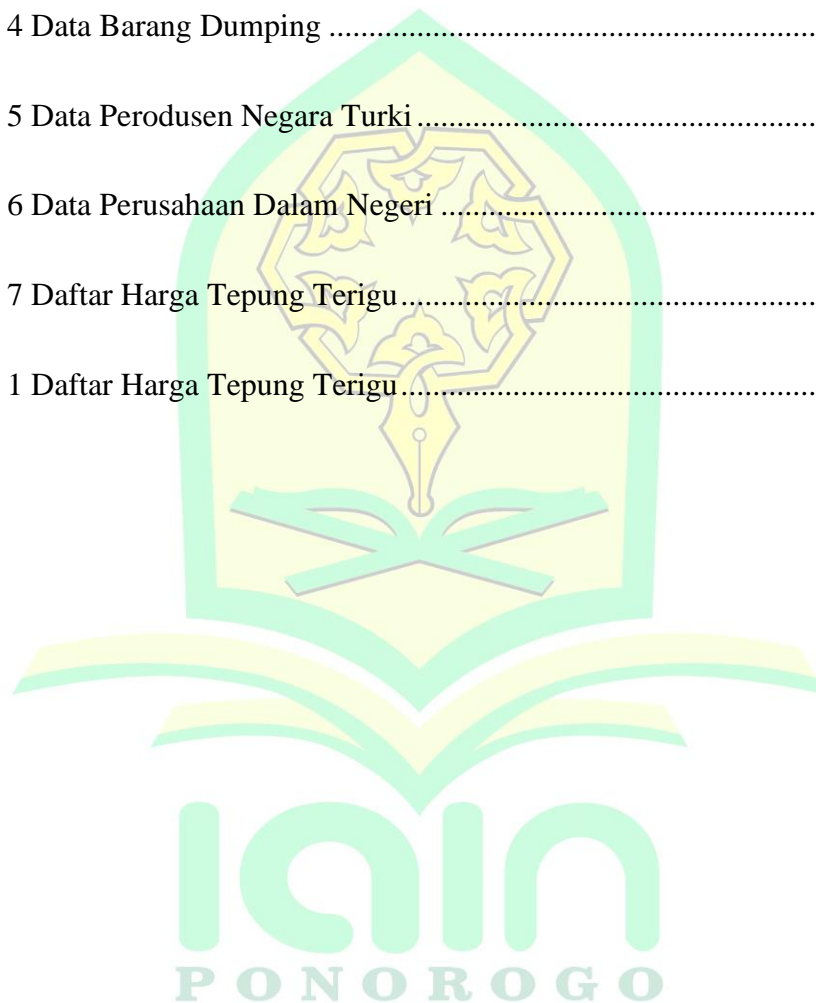 4 Data Barang Dumping ............................................................
5 Data Perodusen Negara Turki..................................................
6 Data Perusahaan Dalam Negeri ...............................................
7 Daftar Harga Tepung Terigu....................................................
1 Daftar Harga Tepung Terigu....................................................
iain
PONOROGO